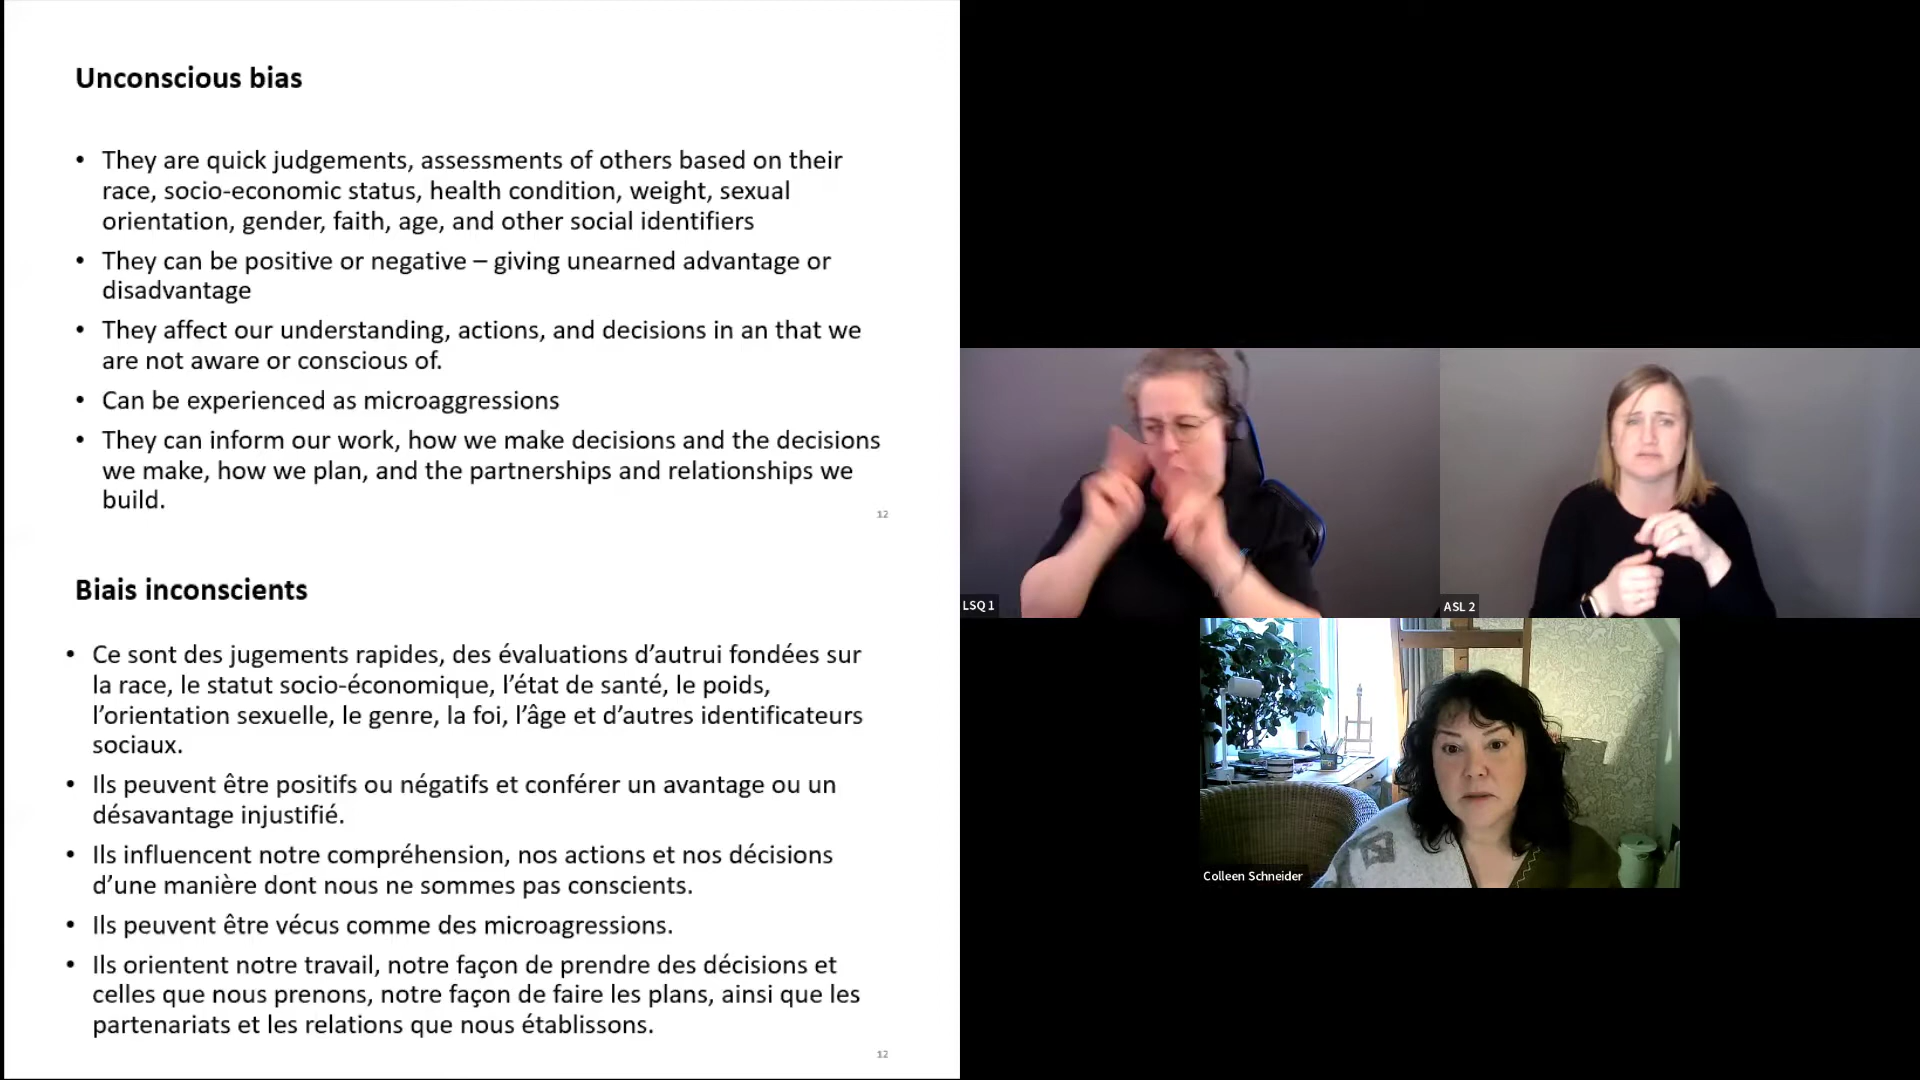 Unconscious bias
• They are quick judgements, assessments of others based on their
race, socio-economic status, health condition, weight, sexual
orientation, gender, faith, age, and other social identifiers
• They can be positive or negative – giving unearned advantage or
disadvantage
• They affect our understanding, actions, and decisions in an that we
are not aware or conscious of.
• Can be experienced as microaggressions
• They can inform our work, how we make decisions and the decisions
we make, how we plan, and the partnerships and relationships we
build.
12
Biais inconscients
• Ce sont des jugements rapides, des évaluations d’autrui fondées sur
la race, le statut socio-économique, l’état de santé, le poids,
l’orientation sexuelle, le genre, la foi, l’âge et d’autres identificateurs
sociaux.
• Ils peuvent être positifs ou négatifs et conférer un avantage ou un
désavantage injustifié.
• Ils influencent notre compréhension, nos actions et nos décisions
d’une manière dont nous ne sommes pas conscients.
• Ils peuvent être vécus comme des microagressions.
• Ils orientent notre travail, notre façon de prendre des décisions et
celles que nous prenons, notre façon de faire les plans, ainsi que les
partenariats et les relations que nous établissons.
12
LSQ 1
ASL 2
Colleen Schneider